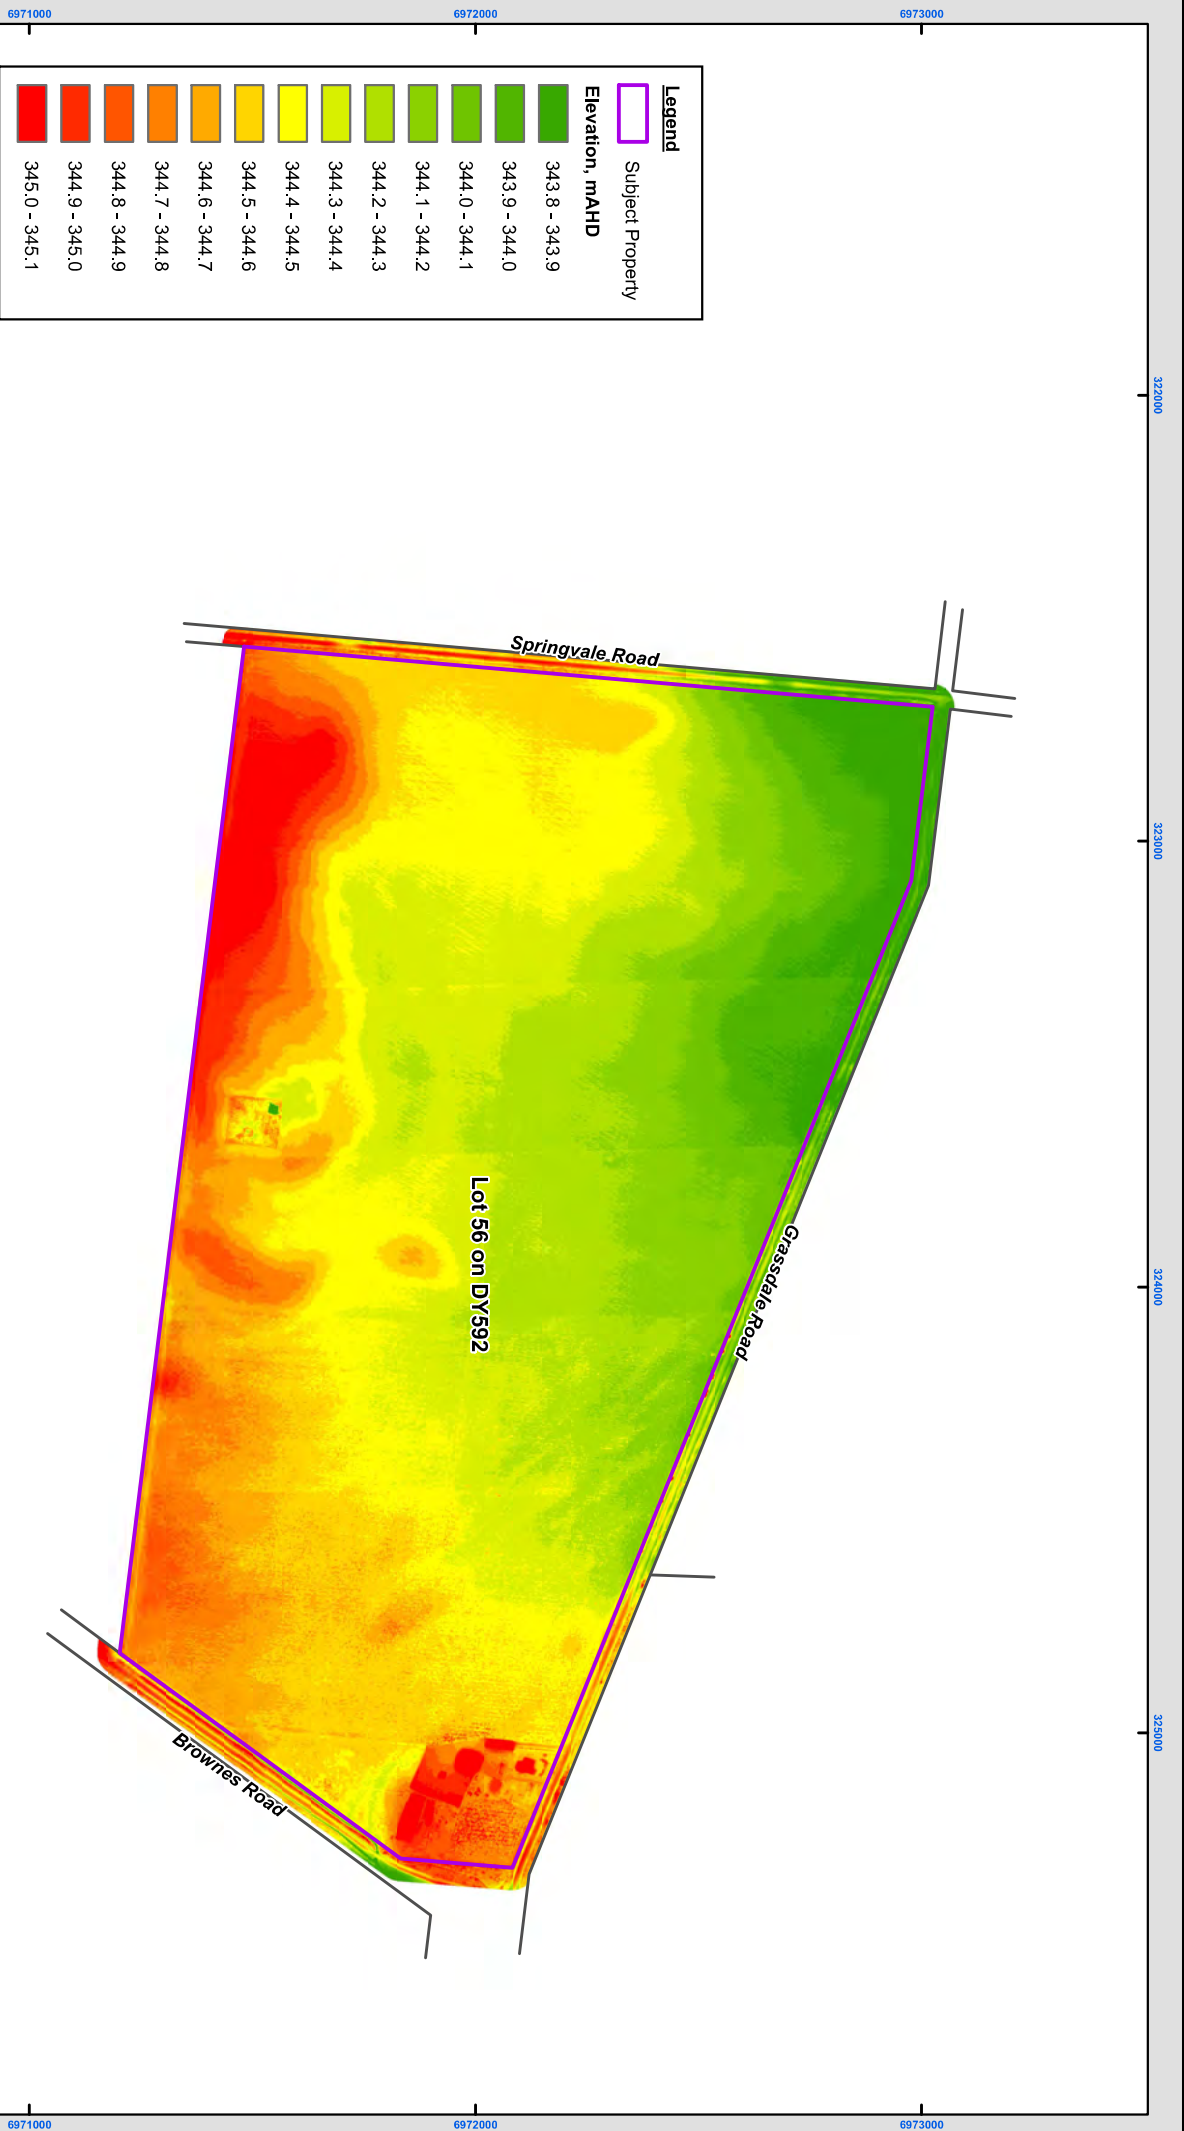 6971000
6972000
6973000
322000
323000
324000
325000
Legend
Subject Property
Elevation, mAHD
343.8 - 343.9
343.9 - 344.0
344.0 - 344.1
344.1 - 344.2
344.2 - 344.3
344.3 - 344.4
344.4 - 344.5
344.5 - 344.6
344.6 - 344.7
344.7 - 344.8
344.8 - 344.9
344.9 - 345.0
345.0 - 345.1
Springvale Road
Grassdale Road
Lot 56 on DY592
Brownes Road
6971000
6972000
6973000